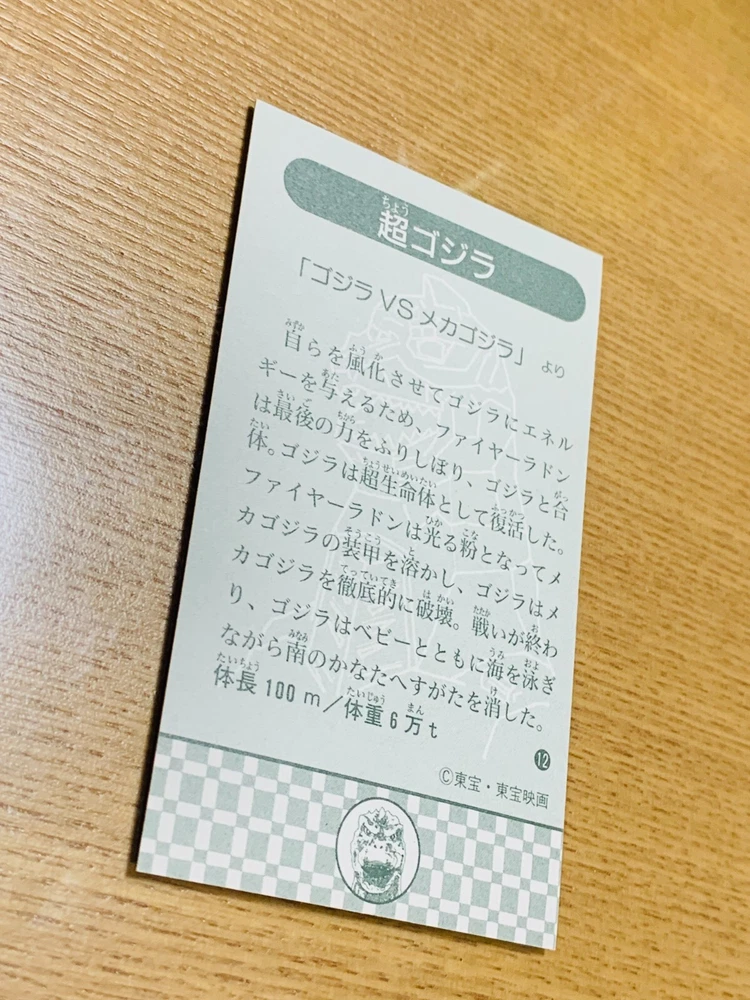 超ゴジラ
「ゴジラ VS メカゴジラ」 より
自らを風化させてゴジラにエネル
ギーを与えるため、ファイヤーラドン
は最後の力をふりしぼり、ゴジラと合
体。ゴジラは超生命体として復活した。
ファイヤーラドンは光る粉となってメ
カゴジラの装甲を溶かし、ゴジラはメ
カゴジラを徹底的に破壊。戦いが終わ
り、ゴジラはベビーとともに海を泳ぎ
ながら南のかなたへすがたを消した。
体長 100 m/体重 6 万 t
12
©東宝・東宝映画